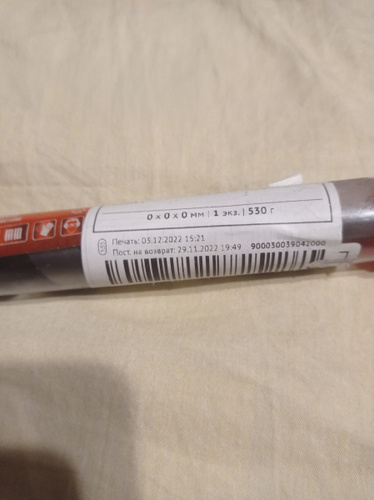 0 x 0 x 0 мм | 1 экз. | 530 г
Печать: 03.12.2022 15:21
Пост. на возврат: 29.11.2022 19:49 900030039042000